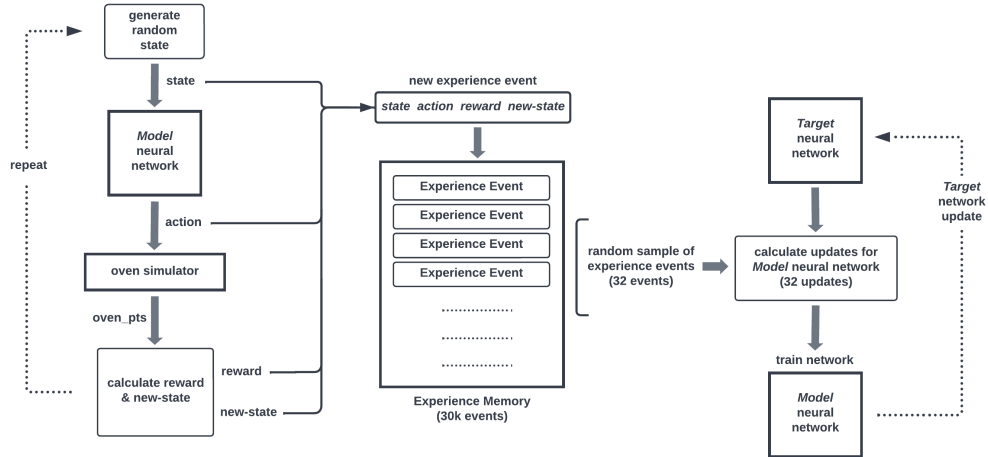 generate
random
state
state
Model
neural
network
repeat
action
oven simulator
oven_pts
calculate reward
& new-state
reward
new-state
new experience event
state action reward new-state
Experience Event
Experience Event
Experience Event
Experience Event
Experience Memory
(30k events)
random sample of
experience events
(32 events)
Target
neural
network
calculate updates for
Model neural network
(32 updates)
train network
Model
neural
network
Target
network
update